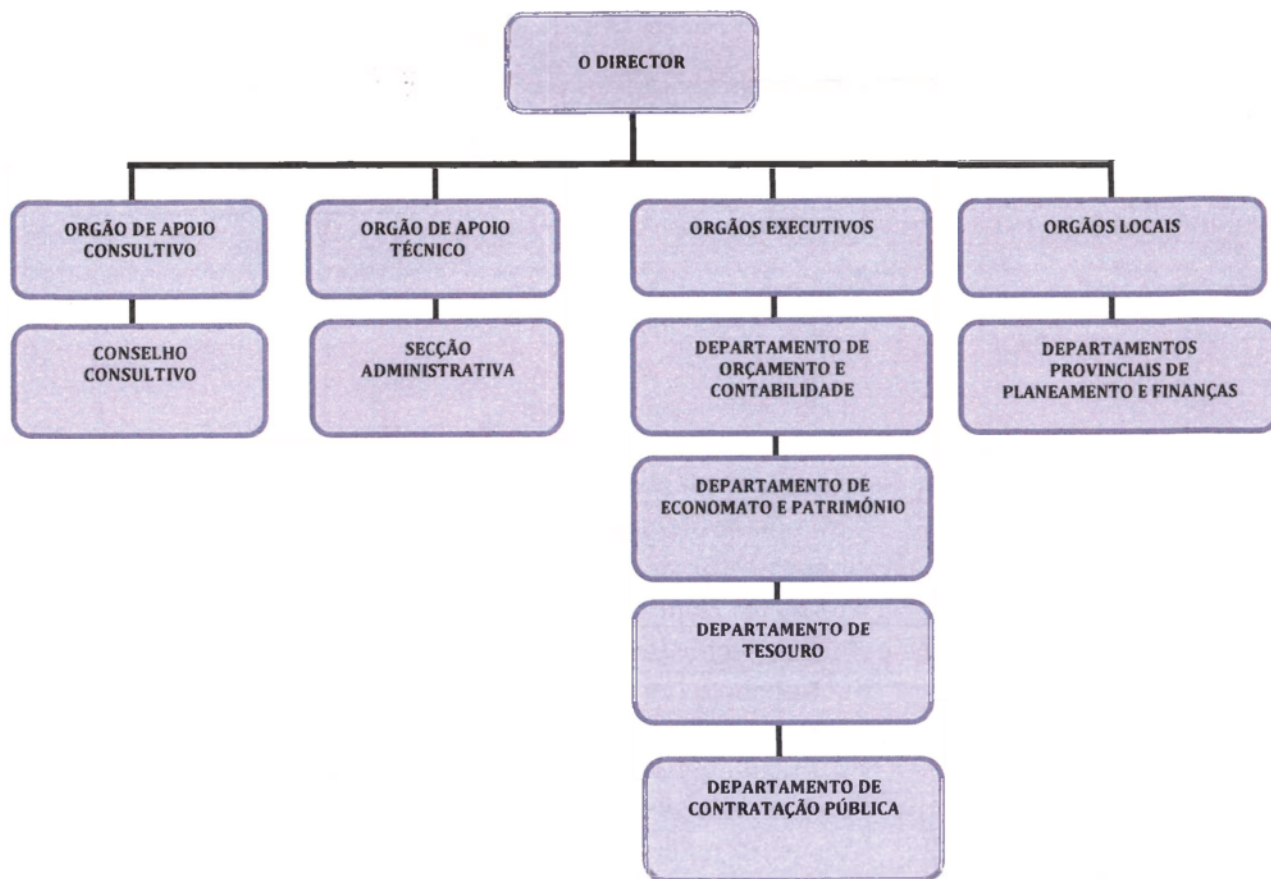 O DIRECTOR
ORGÃO DE APOIO
CONSULTIVO
ORGÃO DE APOIO
TÉCNICO
ORGÃOS EXECUTIVOS
ORGÃOS LOCAIS
CONSELHO
CONSULTIVO
SECÇÃO
ADMINISTRATIVA
DEPARTAMENTO DE
ORÇAMENTO E
CONTABILIDADE
DEPARTAMENTOS
PROVINCIAIS DE
PLANEAMENTO E FINANÇAS
DEPARTAMENTO DE
ECONOMATO E PATRIMÓNIO
DEPARTAMENTO DE
TESOURO
DEPARTAMENTO DE
CONTRATAÇÃO PÚBLICA